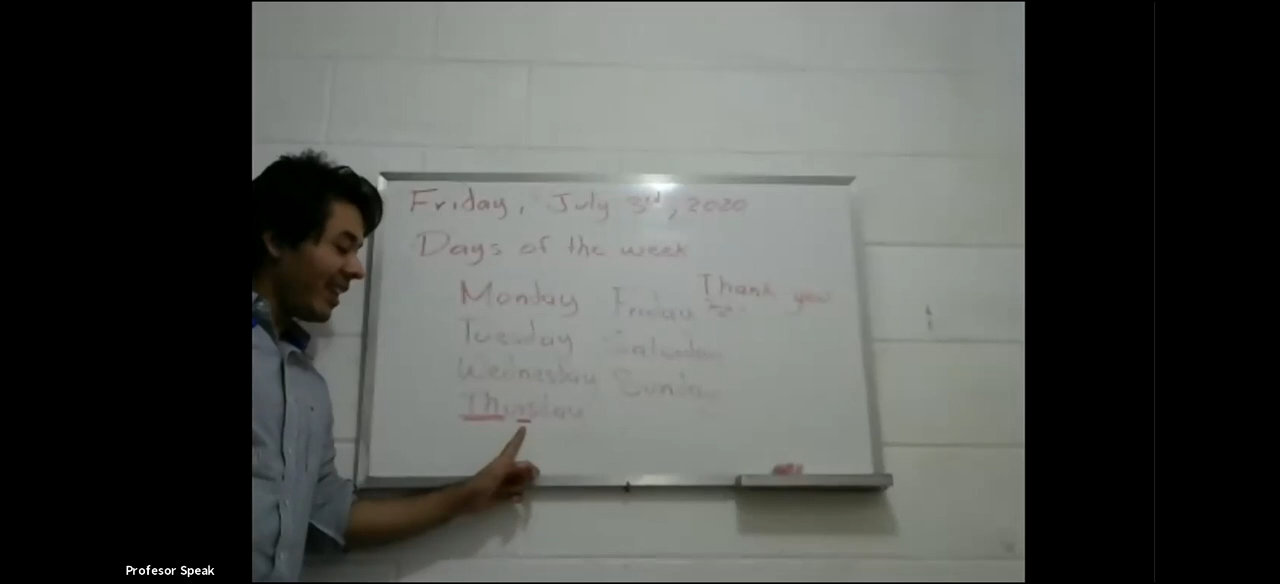 Friday, July 3rd, 2020
Days of the week
Monday Friday Thank you
Tuesday Saturday
Wednesday Sunday
Thursday
Profesor Speak